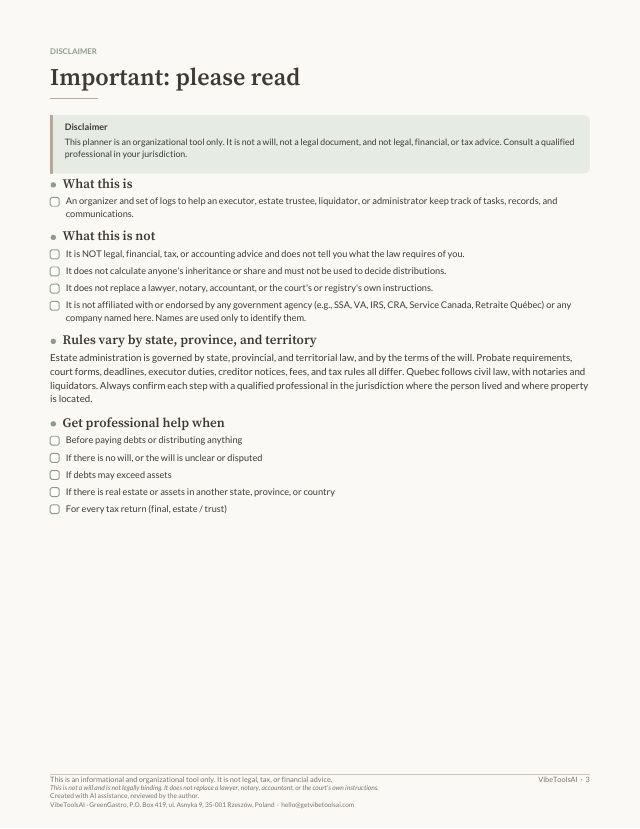 DISCLAIMER
Important: please read
Disclaimer
This planner is an organizational tool only. It is not a will, not a legal document, and not legal, financial, or tax advice. Consult a qualified
professional in your jurisdiction.
What this is
An organizer and set of logs to help an executor, estate trustee, liquidator, or administrator keep track of tasks, records, and
communications.
What this is not
It is NOT legal, financial, tax, or accounting advice and does not tell you what the law requires of you.
It does not calculate anyone's inheritance or share and must not be used to decide distributions.
It does not replace a lawyer, notary, accountant, or the court's or registry's own instructions.
It is not affiliated with or endorsed by any government agency (e.g., SSA, VA, IRS, CRA, Service Canada, Retraite Québec) or any
company named here. Names are used only to identify them.
Rules vary by state, province, and territory
Estate administration is governed by state, provincial, and territorial law, and by the terms of the will. Probate requirements,
court forms, deadlines, executor duties, creditor notices, fees, and tax rules all differ. Quebec follows civil law, with notaries and
liquidators. Always confirm each step with a qualified professional in the jurisdiction where the person lived and where property
is located.
Get professional help when
Before paying debts or distributing anything
If there is no will, or the will is unclear or disputed
If debts may exceed assets
If there is real estate or assets in another state, province, or country
For every tax return (final, estate / trust)
This is an informational and organizational tool only. It is not legal, tax, or financial advice.
VibeToolsAI · 3
This is not a will and is not legally binding. It does not replace a lawyer, notary, accountant, or the court's own instructions.
Created with AI assistance, reviewed by the author.
VibeToolsAI · GreenGastro, P.O. Box 419, ul. Asnyka 9, 35-001 Rzeszów, Poland · hello@getvibetoolsai.com